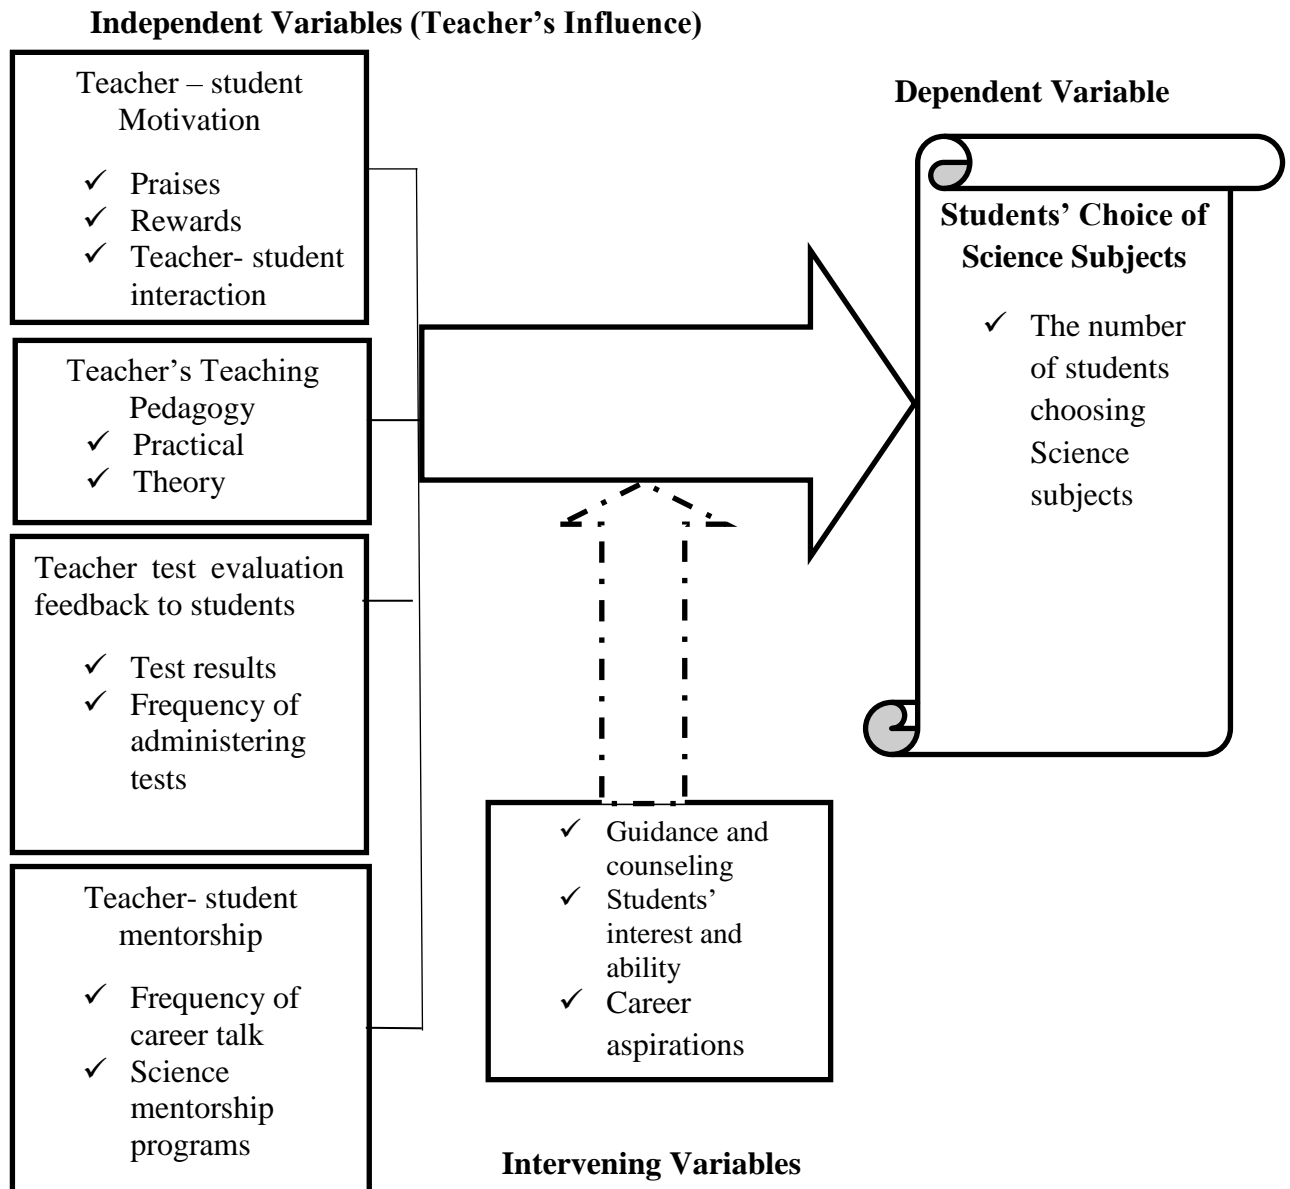 Independent Variables (Teacher’s Influence)
Teacher – student
Motivation
✓ Praises
✓ Rewards
✓ Teacher- student
interaction
Teacher’s Teaching
Pedagogy
✓ Practical
✓ Theory
Teacher test evaluation
feedback to students
✓ Test results
✓ Frequency of
administering
tests
Teacher- student
mentorship
✓ Frequency of
career talk
✓ Science
mentorship
programs
✓ Guidance and
counseling
✓ Students’
interest and
ability
✓ Career
aspirations
Intervening Variables
Dependent Variable
Students’ Choice of
Science Subjects
✓ The number
of students
choosing
Science
subjects